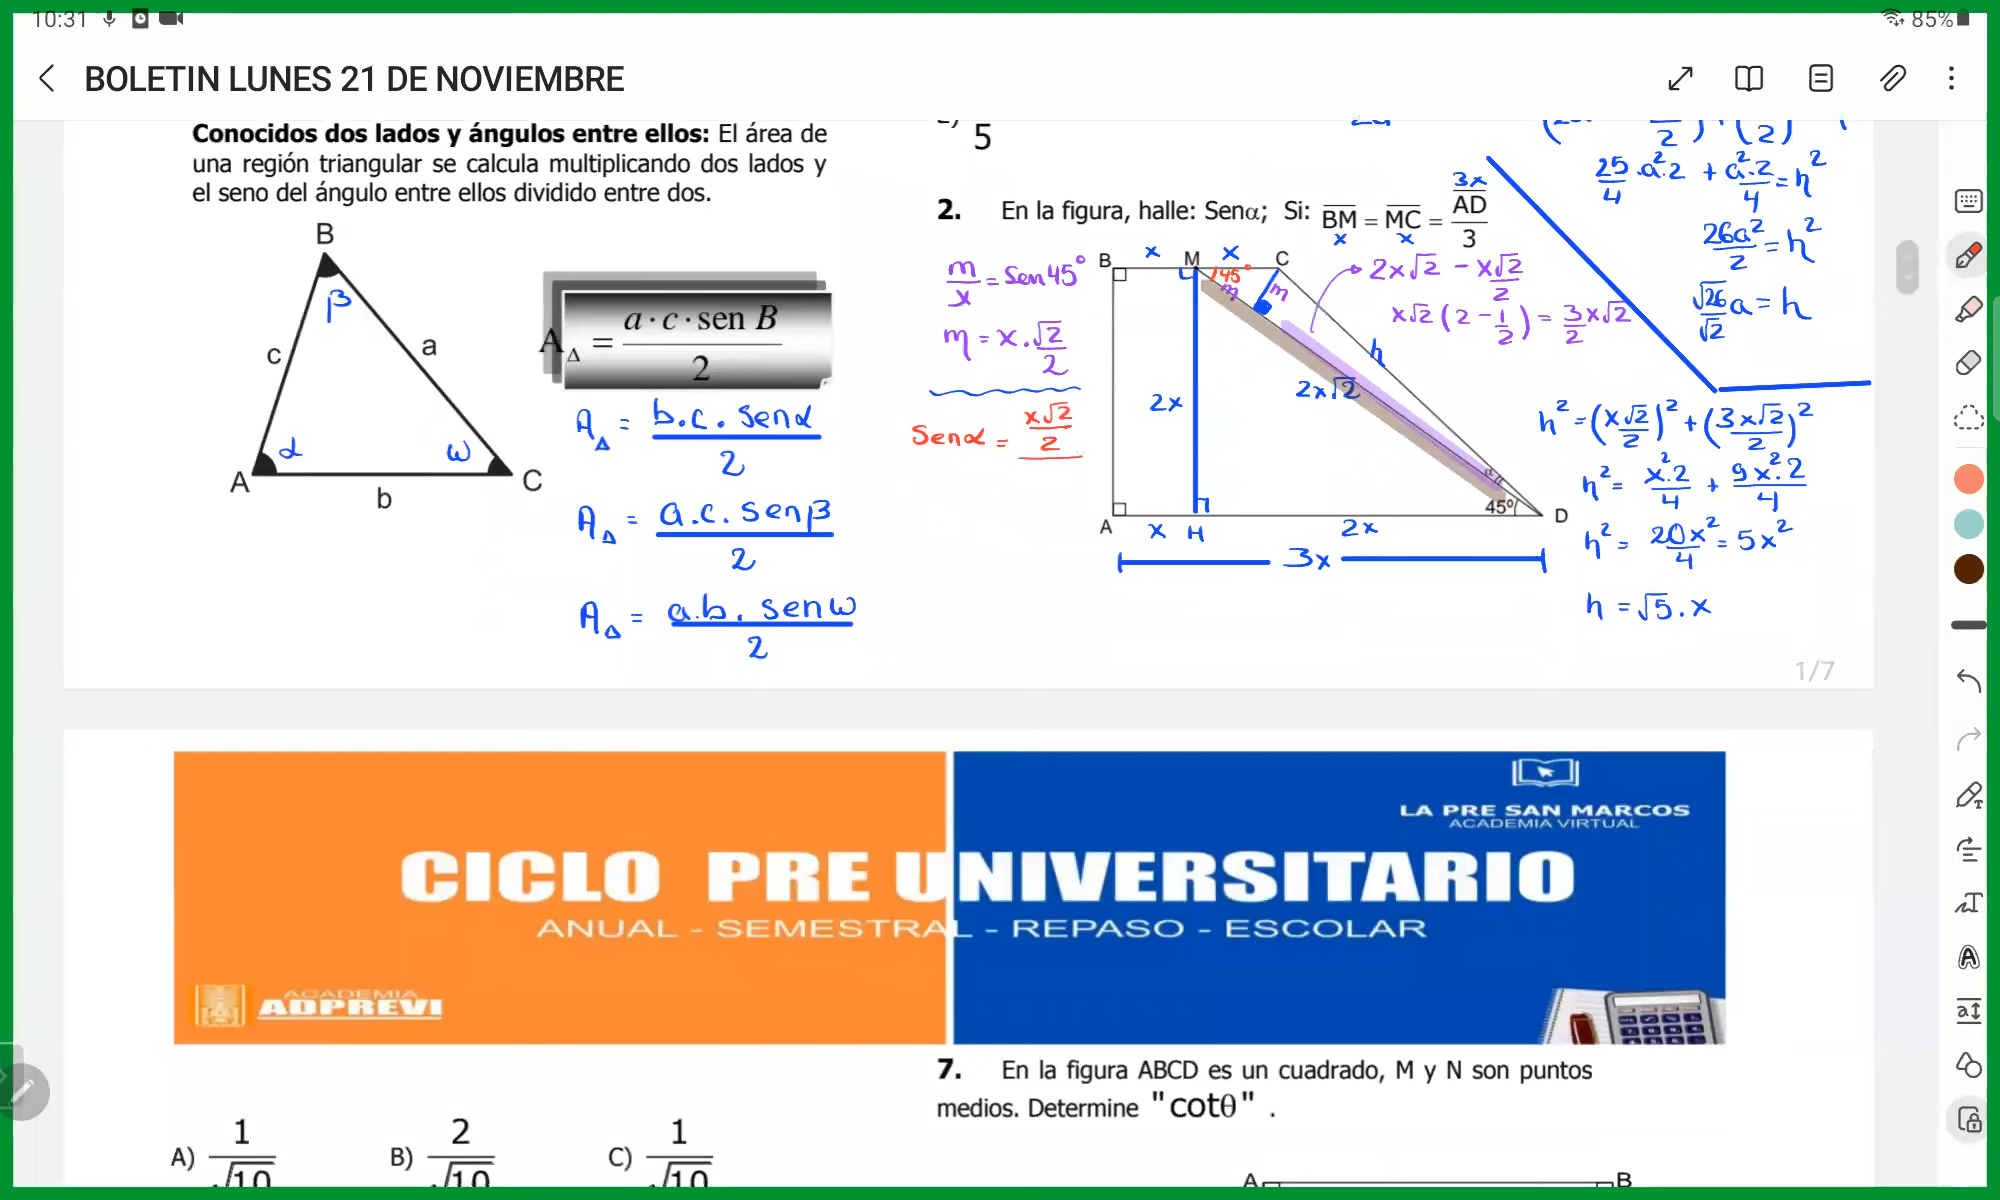 10:31
85%
BOLETIN LUNES 21 DE NOVIEMBRE
Conocidos dos lados y ángulos entre ellos: El área de
una región triangular se calcula multiplicando dos lados y
el seno del ángulo entre ellos dividido entre dos.
B
β
c
a
α
ω
A
b
C
A△ = a · c · sen B / 2
A△ = b.c. senα / 2
A△ = a.c. senβ / 2
A△ = a.b. senω / 2
5
25/4 .a².2 + a².2/4 = h²
26a²/2 = h²
√26/√2 a = h
2. En la figura, halle: Senα; Si: BM = MC = AD/3
3x
x x
m/x = Sen45°
m = x.√2/2
Senα = x√2/2
B x M x C
45°
m m
2x√2 - x√2/2
x√2(2 - 1/2) = 3/2 x√2
h
2x
2x√2
α
45º
A x H 2x D
3x
h² = (x√2/2)² + (3x√2/2)²
h² = x².2/4 + 9x².2/4
h² = 20x²/4 = 5x²
h = √5.x
1/7
LA PRE SAN MARCOS
ACADEMIA VIRTUAL
CICLO PRE UNIVERSITARIO
ANUAL - SEMESTRAL - REPASO - ESCOLAR
ACADEMIA
ADPREVI
7. En la figura ABCD es un cuadrado, M y N son puntos
medios. Determine "cotθ" .
A) 1/√10 B) 2/√10 C) 1/√10
A B